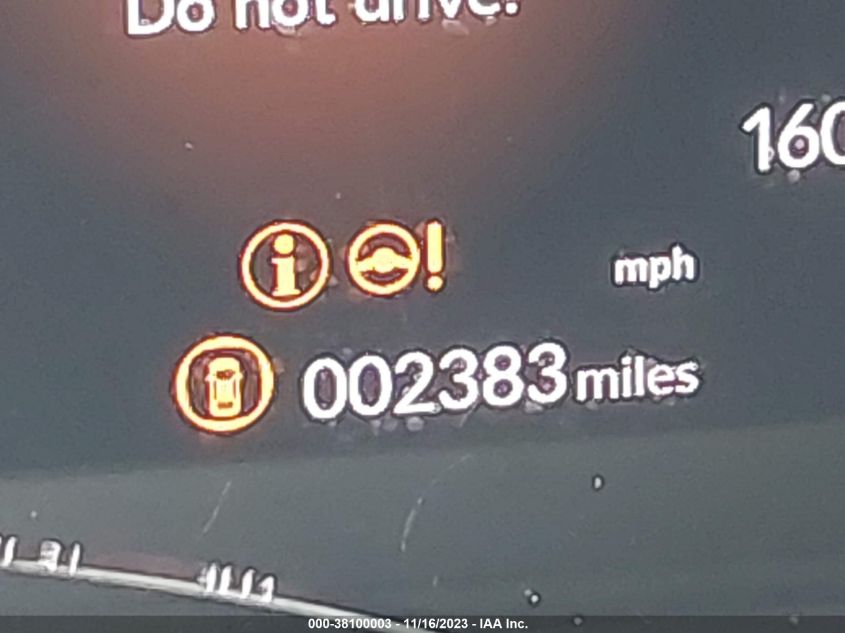 Do not drive!
160
mph
002383 miles
000-38100003 - 11/16/2023 - IAA Inc.